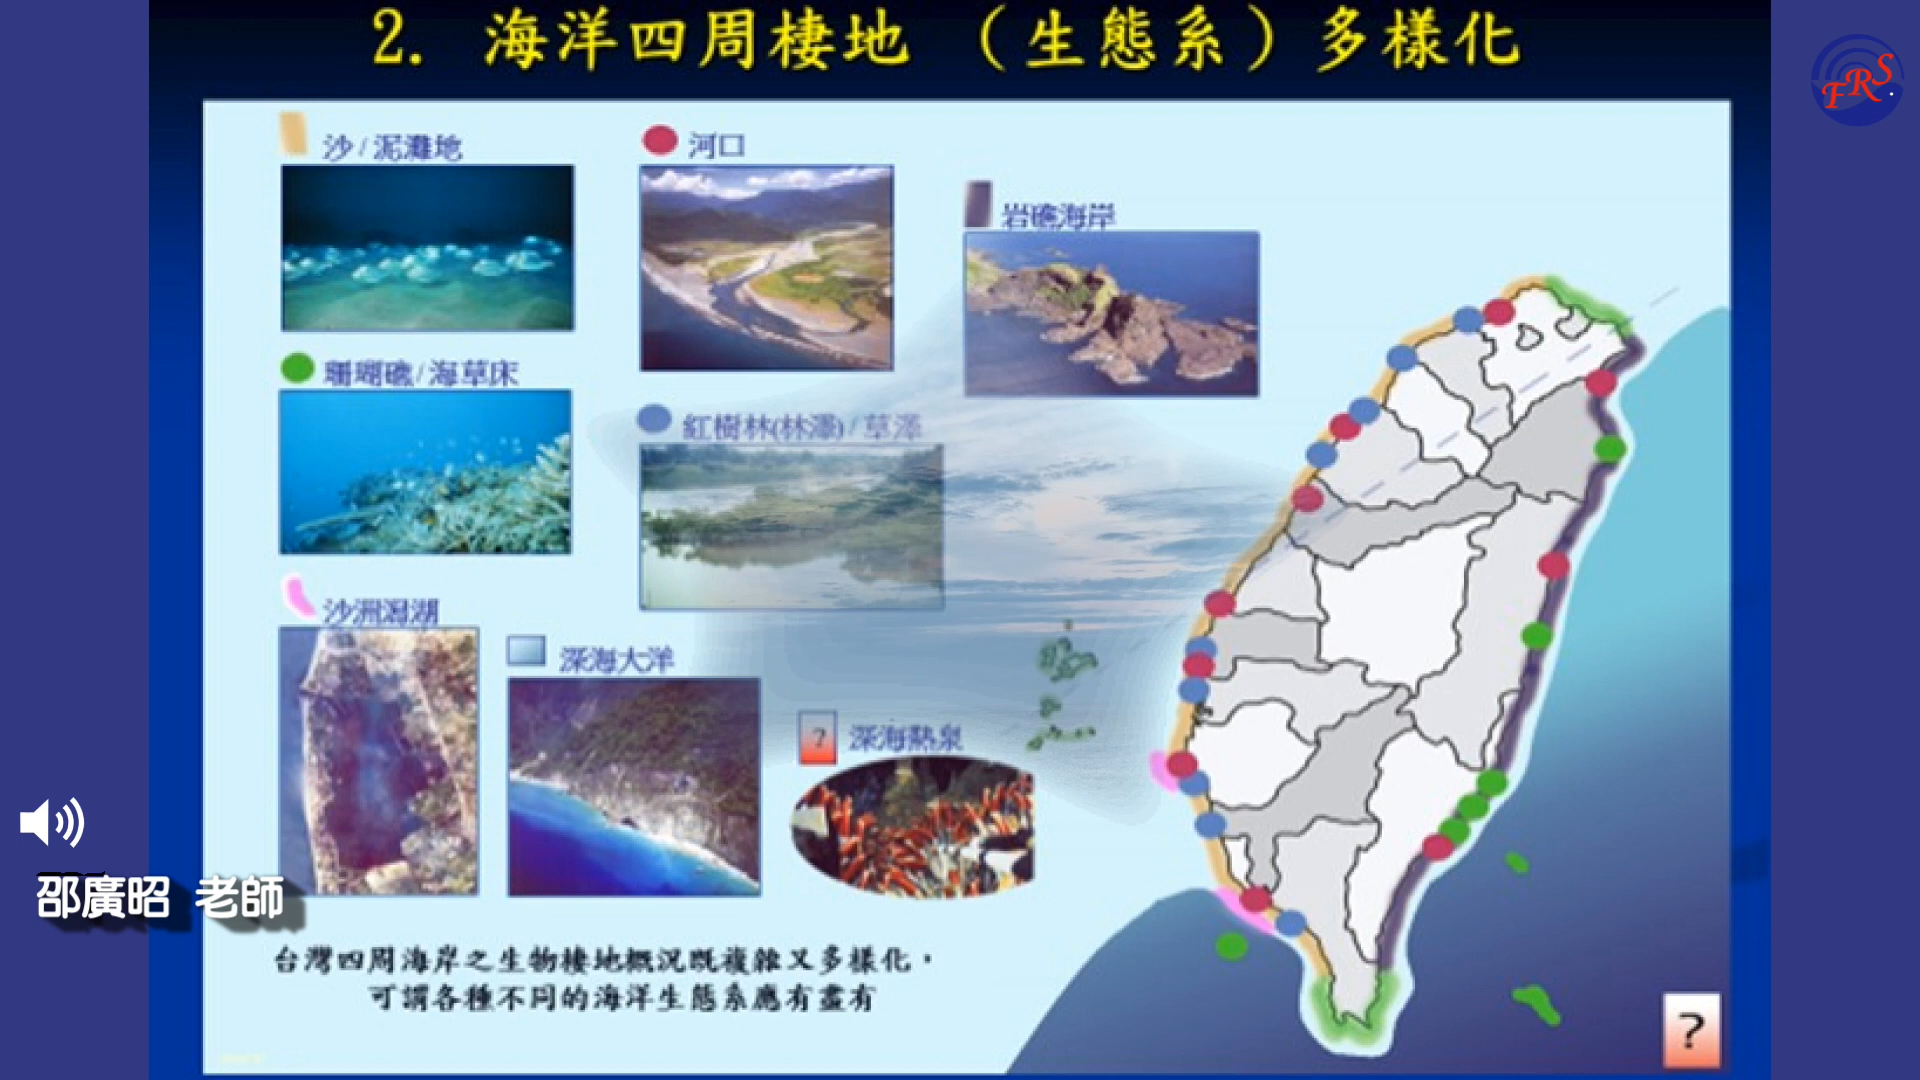 2. 海洋四周棲地 （生態系）多樣化
FRS.
沙/泥灘地
河口
岩礁海岸
珊瑚礁/海草床
紅樹林(林澤)/草澤
沙洲潟湖
深海大洋
?
深海熱泉
邵廣昭 老師
台灣四周海岸之生物棲地概況既複雜又多樣化，
可謂各種不同的海洋生態系應有盡有
?